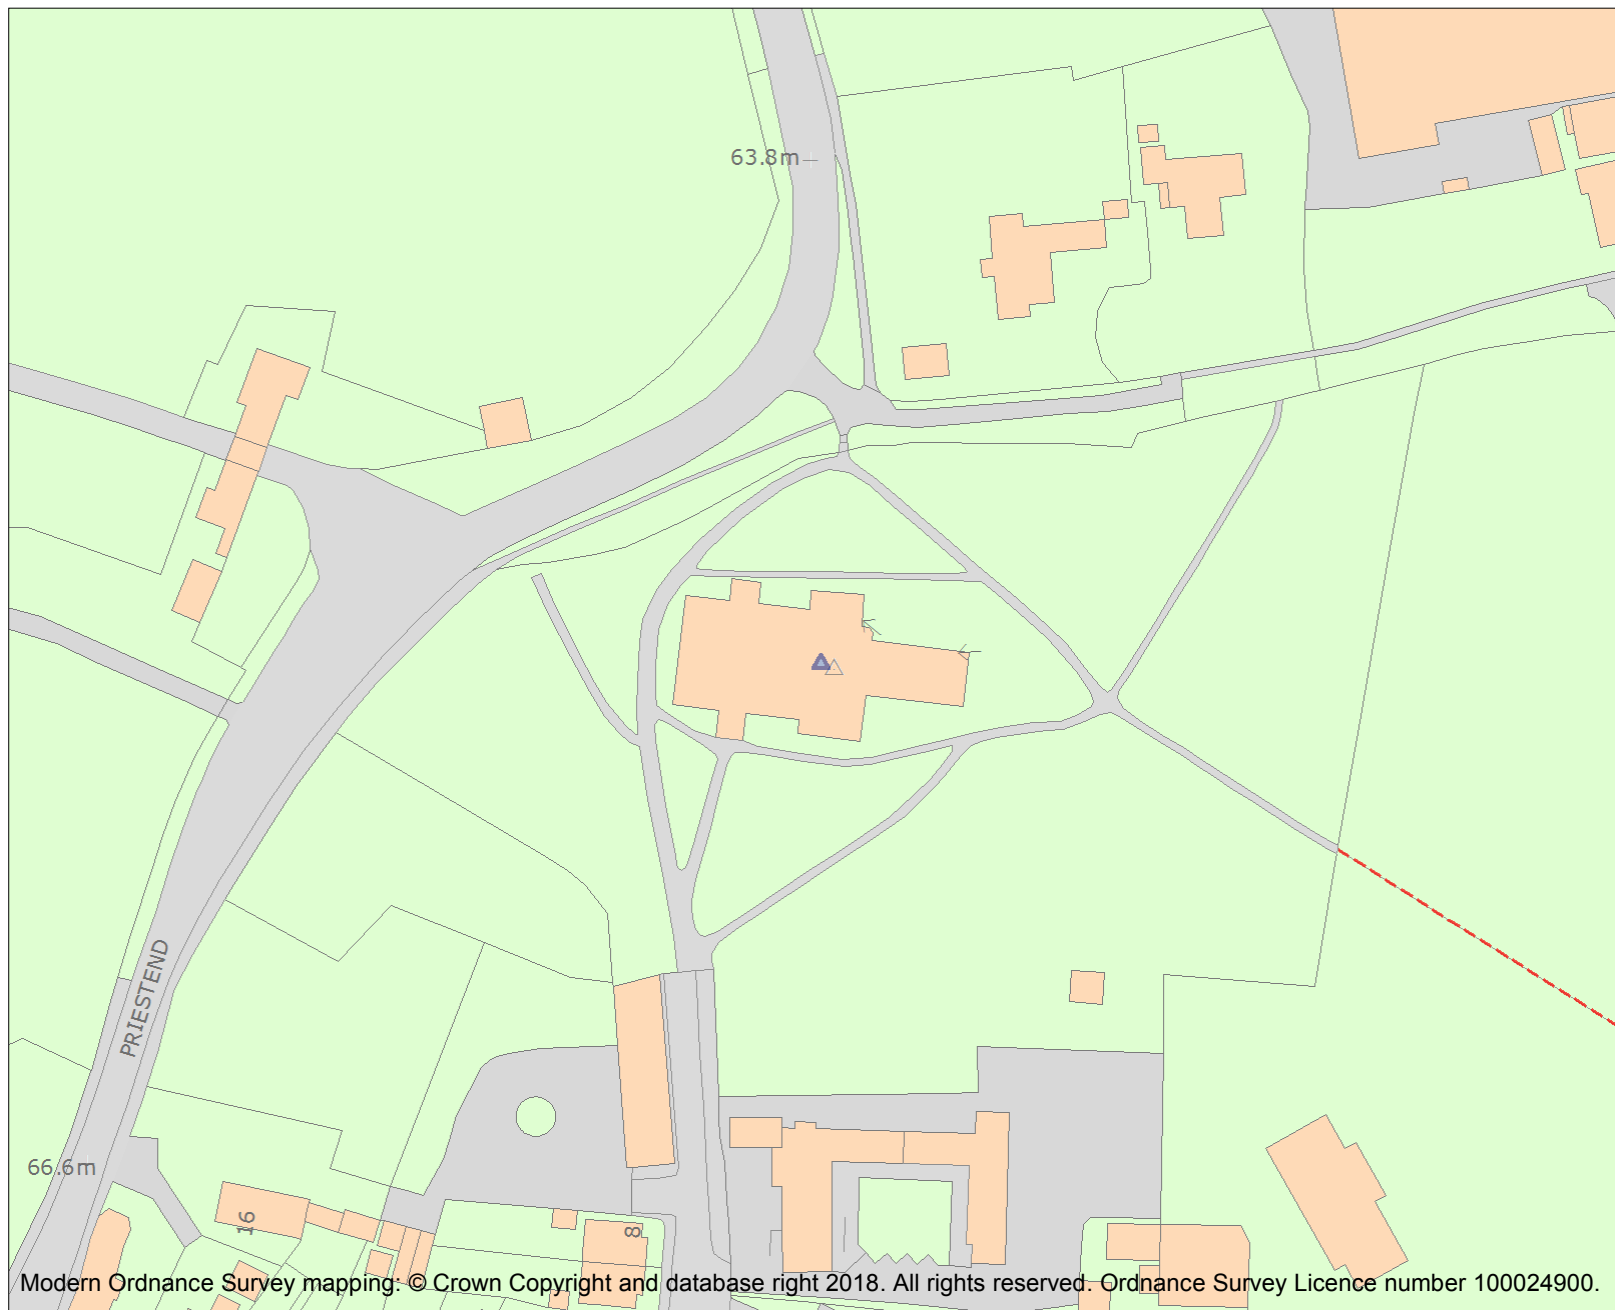 63.8m
PRIESTEND
66.6m
16
8
Modern Ordnance Survey mapping: © Crown Copyright and database right 2018. All rights reserved. Ordnance Survey Licence number 100024900.